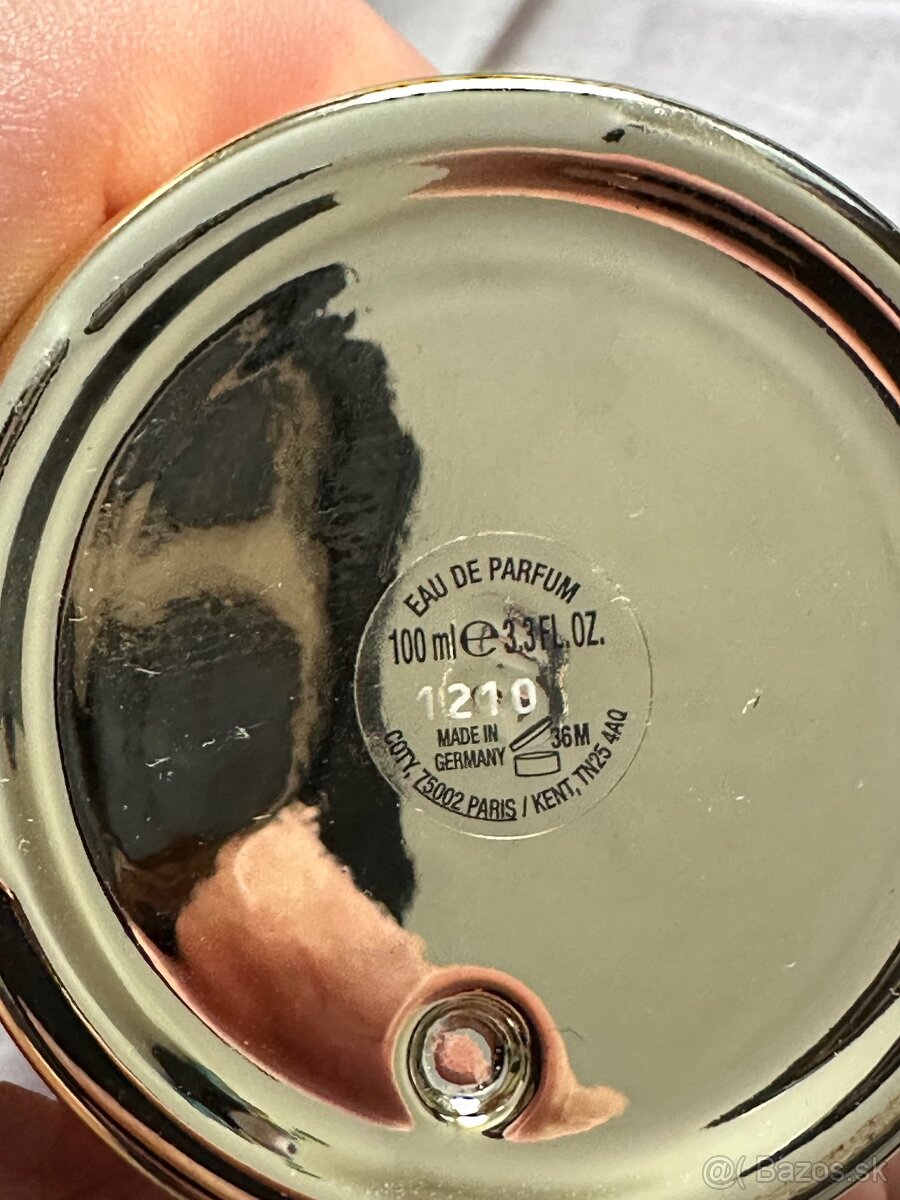 EAU DE PARFUM
100 ml ℮ 3.3 FL. OZ.
1210
MADE IN
GERMANY
36M
COTY, 75002 PARIS / KENT, TN25 4AQ
@( Bazos.sk